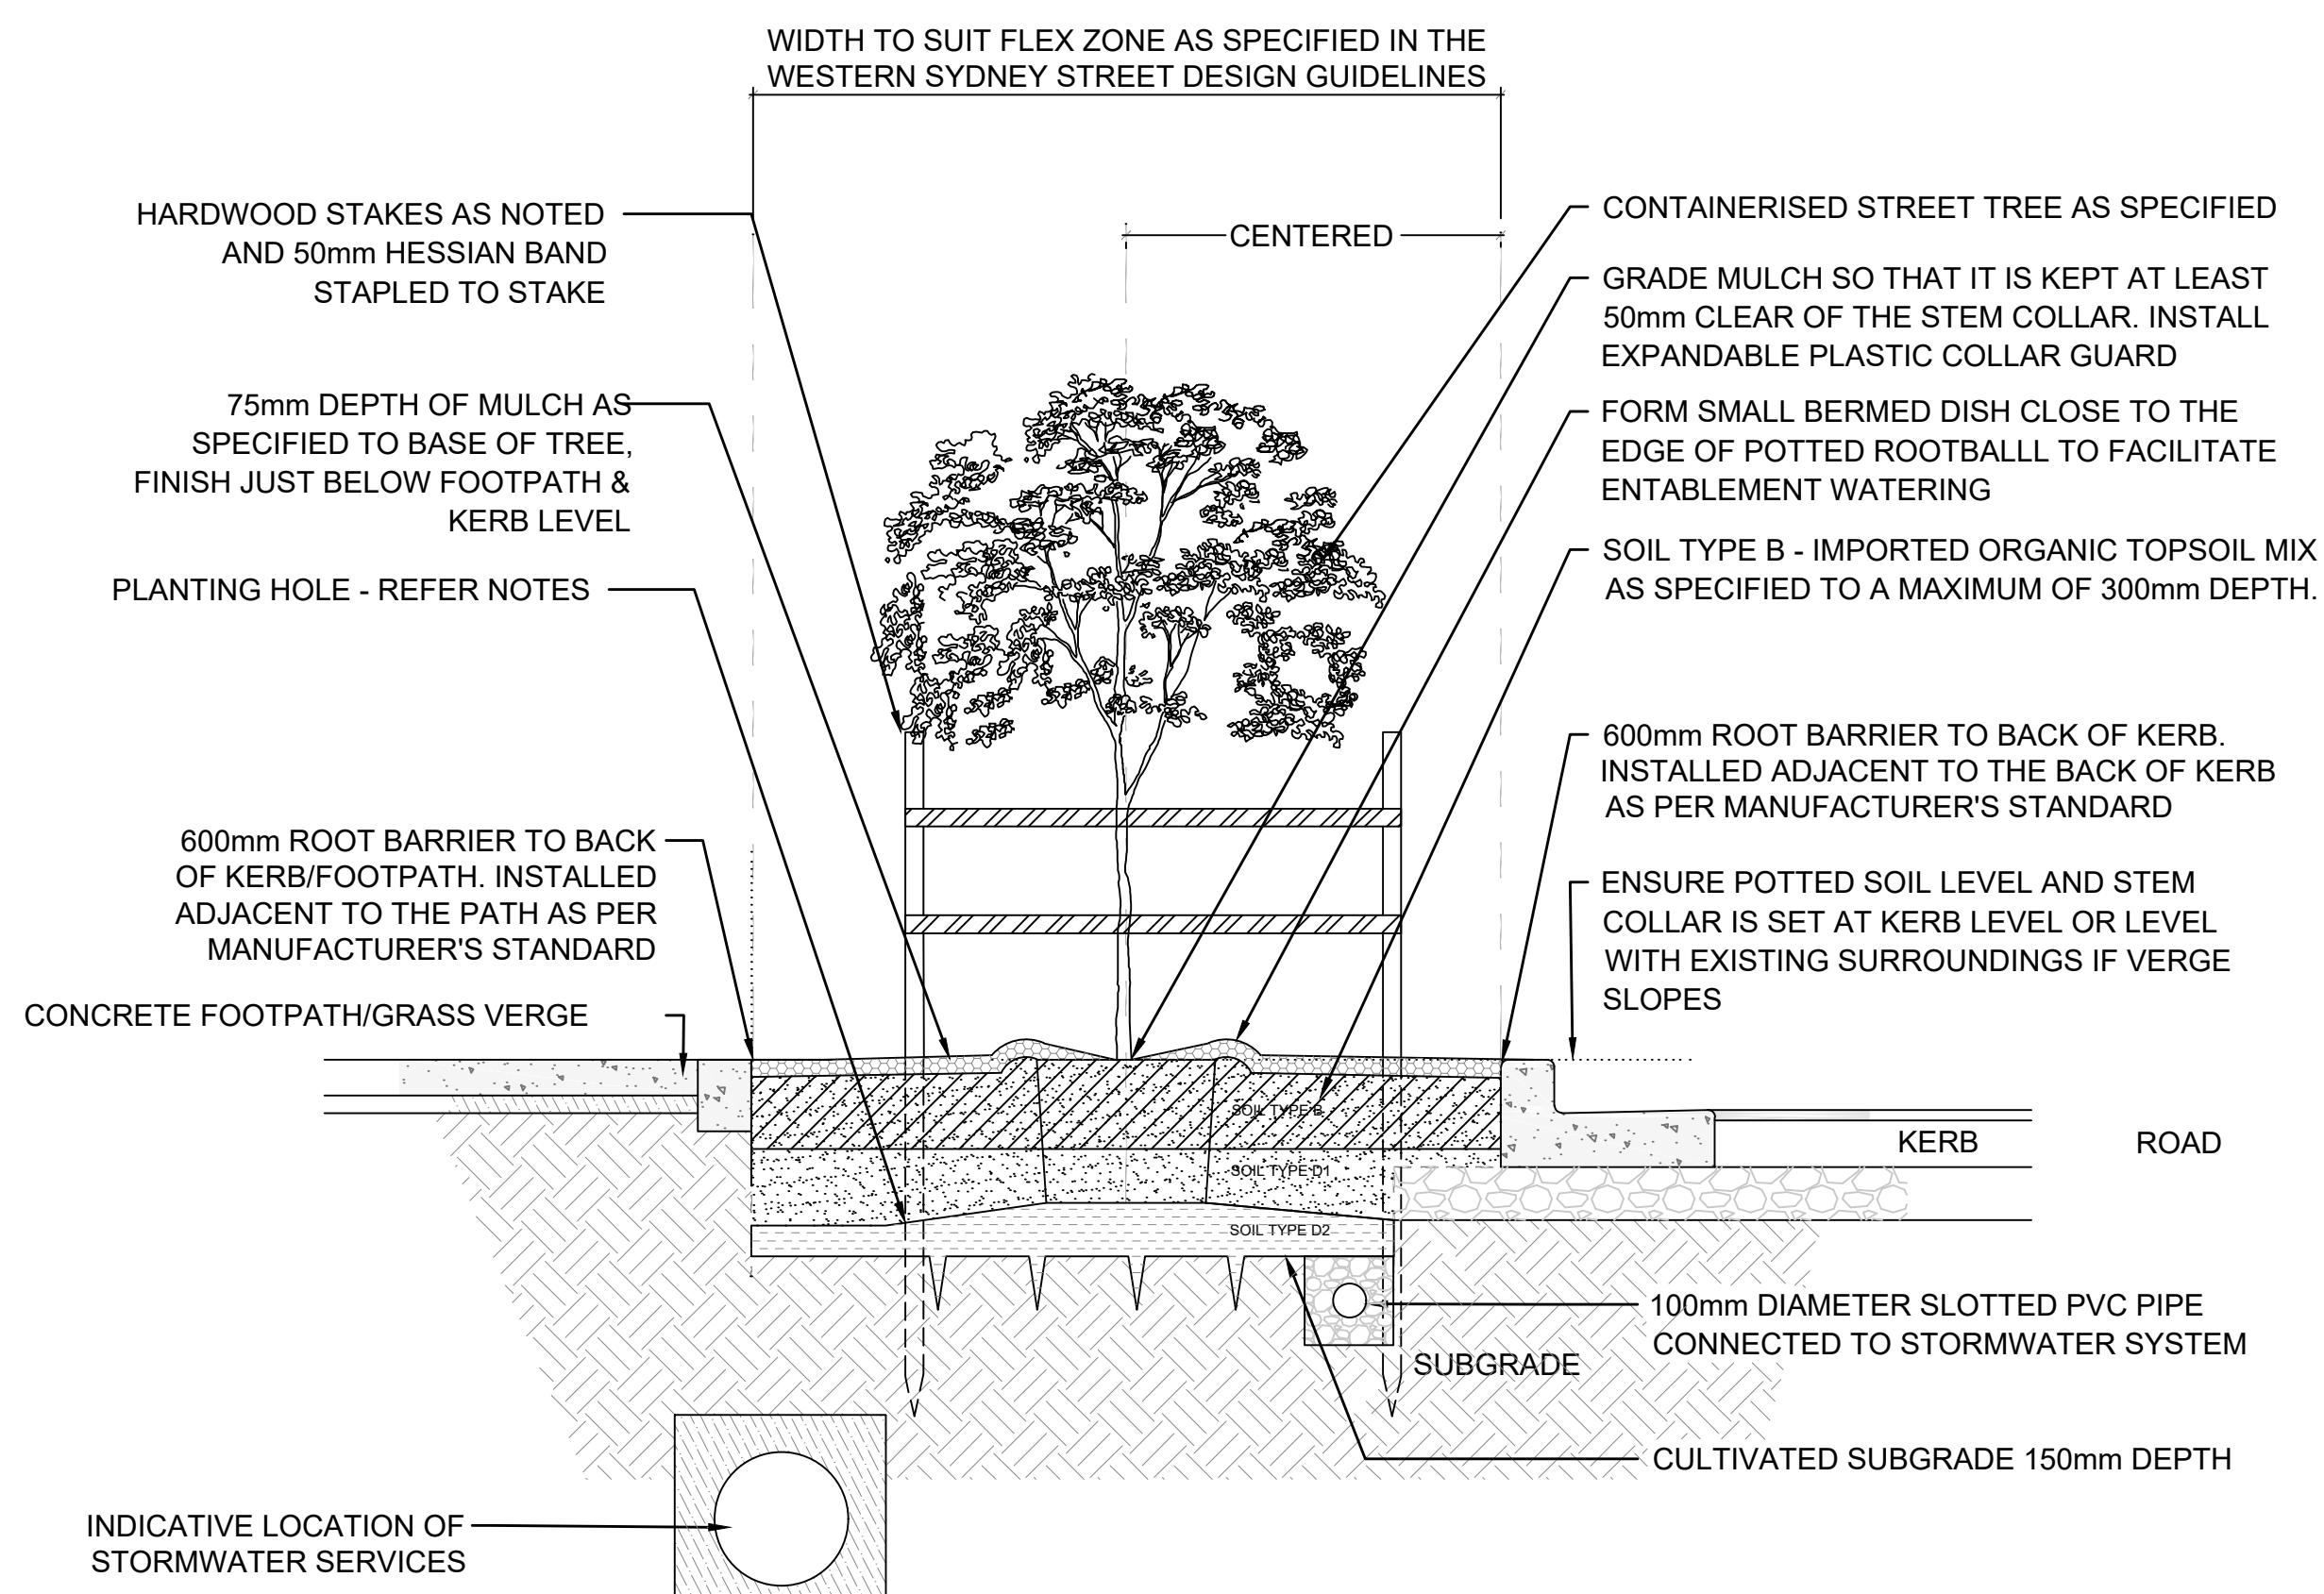 WIDTH TO SUIT FLEX ZONE AS SPECIFIED IN THE
WESTERN SYDNEY STREET DESIGN GUIDELINES
CENTERED
HARDWOOD STAKES AS NOTED
AND 50mm HESSIAN BAND
STAPLED TO STAKE
75mm DEPTH OF MULCH AS
SPECIFIED TO BASE OF TREE,
FINISH JUST BELOW FOOTPATH &
KERB LEVEL
PLANTING HOLE - REFER NOTES
600mm ROOT BARRIER TO BACK
OF KERB/FOOTPATH. INSTALLED
ADJACENT TO THE PATH AS PER
MANUFACTURER'S STANDARD
CONCRETE FOOTPATH/GRASS VERGE
INDICATIVE LOCATION OF
STORMWATER SERVICES
CONTAINERISED STREET TREE AS SPECIFIED
GRADE MULCH SO THAT IT IS KEPT AT LEAST
50mm CLEAR OF THE STEM COLLAR. INSTALL
EXPANDABLE PLASTIC COLLAR GUARD
FORM SMALL BERMED DISH CLOSE TO THE
EDGE OF POTTED ROOTBALLL TO FACILITATE
ENTABLEMENT WATERING
SOIL TYPE B - IMPORTED ORGANIC TOPSOIL MIX
AS SPECIFIED TO A MAXIMUM OF 300mm DEPTH.
600mm ROOT BARRIER TO BACK OF KERB.
INSTALLED ADJACENT TO THE BACK OF KERB
AS PER MANUFACTURER'S STANDARD
ENSURE POTTED SOIL LEVEL AND STEM
COLLAR IS SET AT KERB LEVEL OR LEVEL
WITH EXISTING SURROUNDINGS IF VERGE
SLOPES
SOIL TYPE B
SOIL TYPE D1
SOIL TYPE D2
KERB
ROAD
100mm DIAMETER SLOTTED PVC PIPE
CONNECTED TO STORMWATER SYSTEM
SUBGRADE
CULTIVATED SUBGRADE 150mm DEPTH